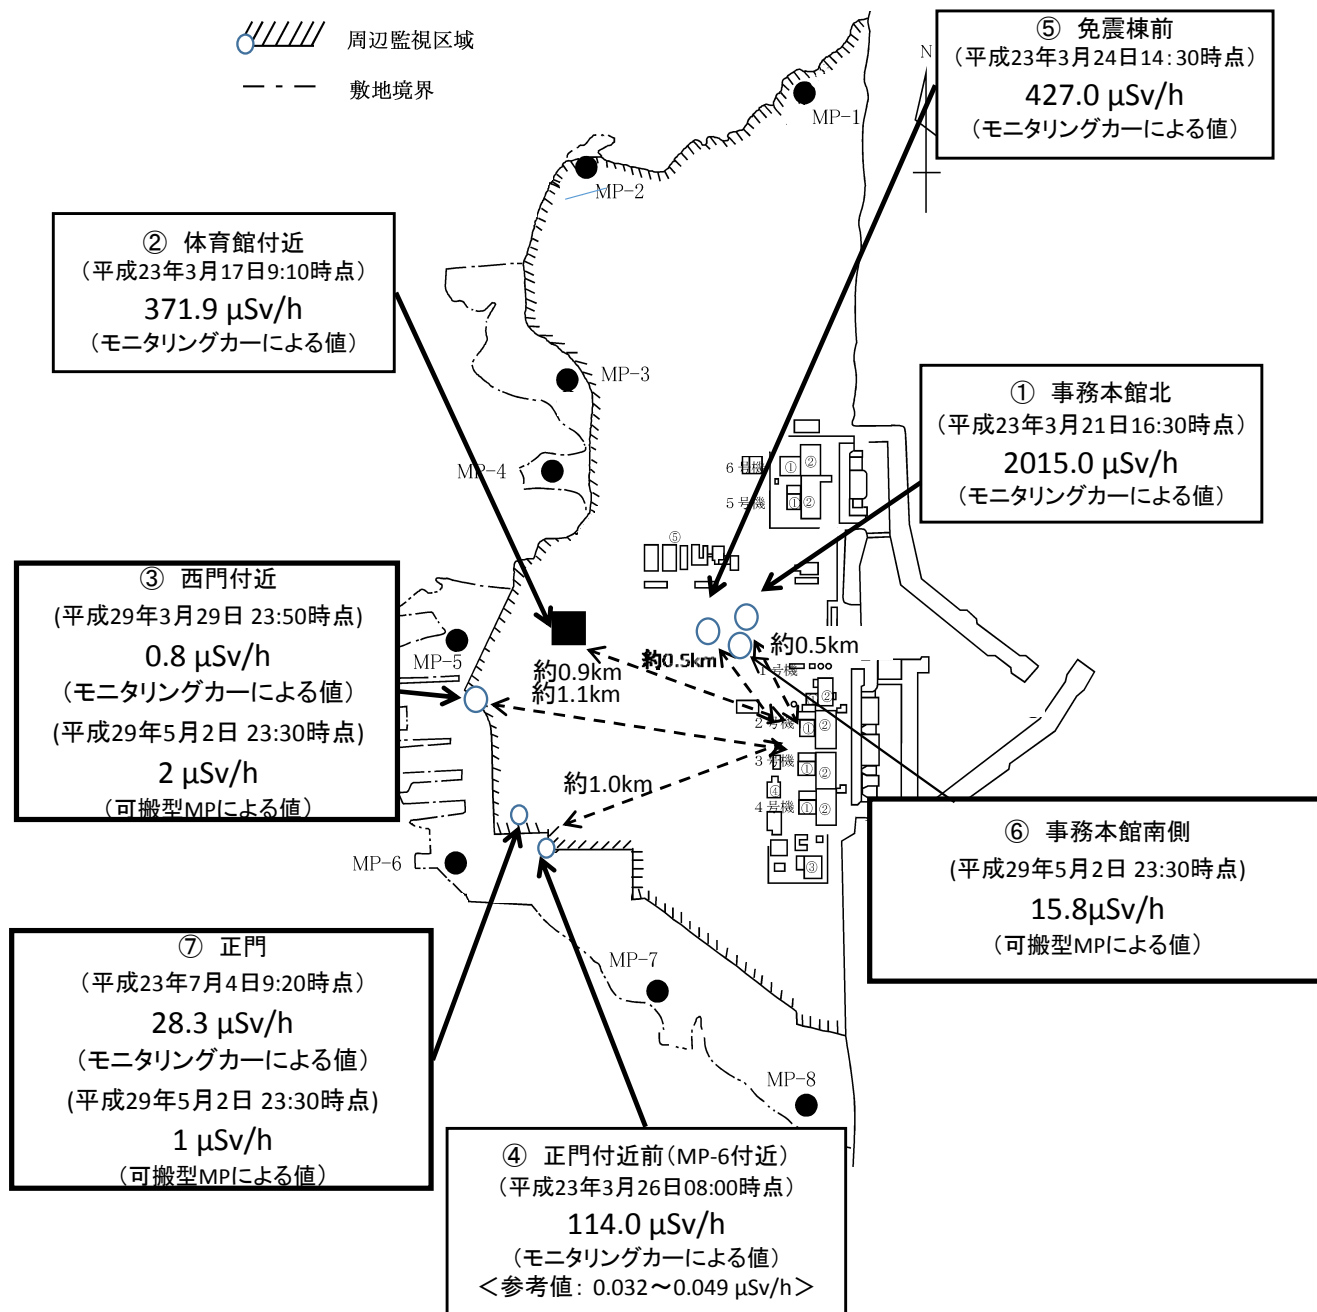 周辺監視区域
敷地境界
⑤ 免震棟前
（平成23年3月24日14:30時点）
427.0 µSv/h
（モニタリングカーによる値）
N
MP-1
MP-2
② 体育館付近
（平成23年3月17日9:10時点）
371.9 µSv/h
（モニタリングカーによる値）
MP-3
① 事務本館北
（平成23年3月21日16:30時点）
2015.0 µSv/h
（モニタリングカーによる値）
MP-4
6号機
① ②
5号機
① ②
⑤
③ 西門付近
(平成29年3月29日 23:50時点)
0.8 µSv/h
（モニタリングカーによる値）
(平成29年5月2日 23:30時点)
2 µSv/h
（可搬型MPによる値）
MP-5
約0.9km
約1.1km
約0.5km
約0.5km
1号機
②
2号機
① ②
3号機
① ②
④
4号機
① ②
③
約1.0km
MP-6
⑥ 事務本館南側
(平成29年5月2日 23:30時点)
15.8µSv/h
（可搬型MPによる値）
⑦ 正門
（平成23年7月4日9:20時点）
28.3 µSv/h
（モニタリングカーによる値）
(平成29年5月2日 23:30時点)
1 µSv/h
（可搬型MPによる値）
MP-7
MP-8
④ 正門付近前（MP-6付近）
（平成23年3月26日08:00時点）
114.0 µSv/h
（モニタリングカーによる値）
＜参考値：0.032～0.049 µSv/h＞